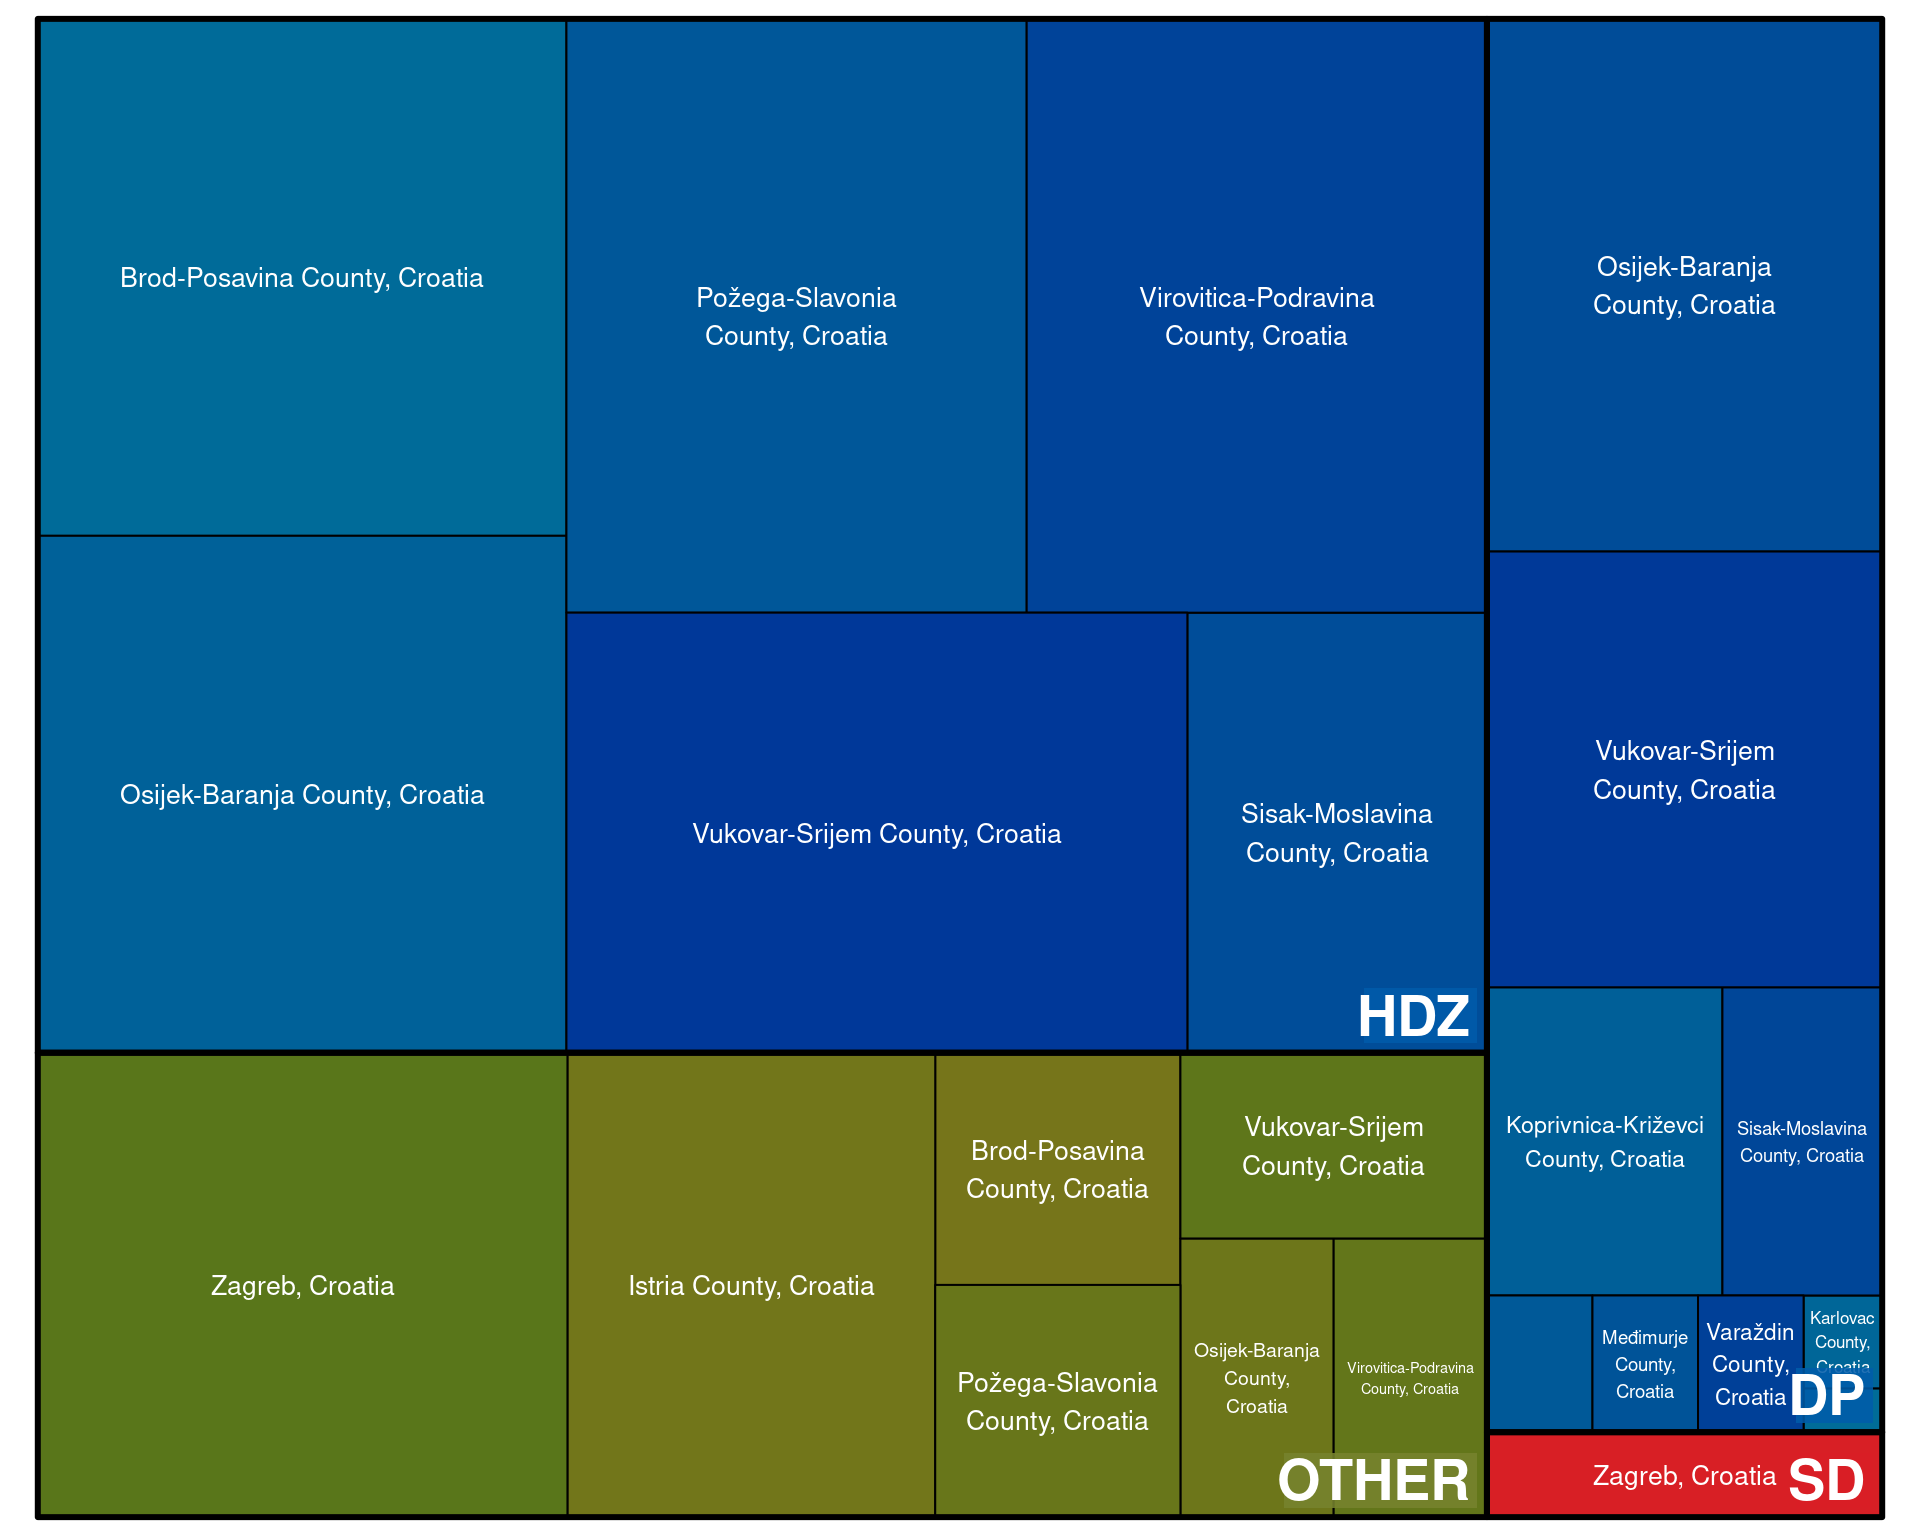 Brod-Posavina County, Croatia
Osijek-Baranja County, Croatia
Požega-Slavonia
County, Croatia
Virovitica-Podravina
County, Croatia
Vukovar-Srijem County, Croatia
Sisak-Moslavina
County, Croatia
HDZ
Zagreb, Croatia
Istria County, Croatia
Brod-Posavina
County, Croatia
Požega-Slavonia
County, Croatia
Vukovar-Srijem
County, Croatia
Osijek-Baranja
County,
Croatia
Virovitica-Podravina
County, Croatia
OTHER
Osijek-Baranja
County, Croatia
Vukovar-Srijem
County, Croatia
Koprivnica-Križevci
County, Croatia
Sisak-Moslavina
County, Croatia
Međimurje
County,
Croatia
Varaždin
County,
Croatia
Karlovac
County,
Croatia
DP
Zagreb, Croatia
SD